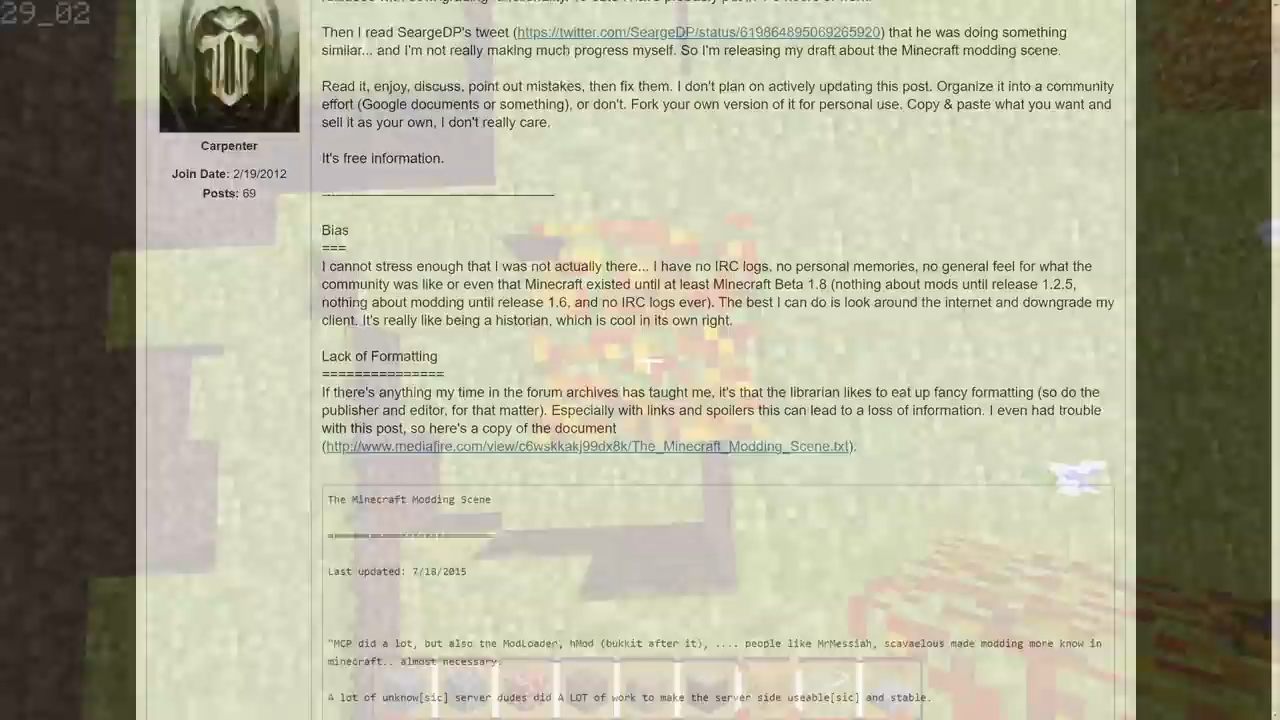 29_02
Then I read SeargeDP's tweet (https://twitter.com/SeargeDP/status/619864895069265920) that he was doing something
similar... and I'm not really making much progress myself. So I'm releasing my draft about the Minecraft modding scene.
Read it, enjoy, discuss, point out mistakes, then fix them. I don't plan on actively updating this post. Organize it into a community
effort (Google documents or something), or don't. Fork your own version of it for personal use. Copy & paste what you want and
sell it as your own, I don't really care.
Carpenter
It's free information.
Join Date: 2/19/2012
Posts: 69
Bias
===
I cannot stress enough that I was not actually there... I have no IRC logs, no personal memories, no general feel for what the
community was like or even that Minecraft existed until at least Minecraft Beta 1.8 (nothing about mods until release 1.2.5,
nothing about modding until release 1.6, and no IRC logs ever). The best I can do is look around the internet and downgrade my
client. It's really like being a historian, which is cool in its own right.
Lack of Formatting
===============
If there's anything my time in the forum archives has taught me, it's that the librarian likes to eat up fancy formatting (so do the
publisher and editor, for that matter). Especially with links and spoilers this can lead to a loss of information. I even had trouble
with this post, so here's a copy of the document
(http://www.mediafire.com/view/c6wskkakj99dx8k/The_Minecraft_Modding_Scene.txt).
The Minecraft Modding Scene
Last updated: 7/18/2015
"MCP did a lot, but also the ModLoader, hMod (bukkit after it), .... people like MrMessiah, scavaelous made modding more know in
minecraft.. almost necessary.
A lot of unknow[sic] server dudes did A LOT of work to make the server side useable[sic] and stable.